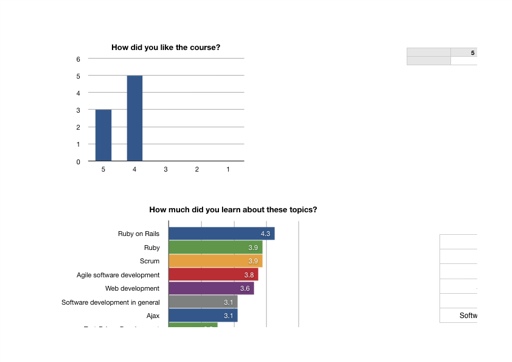 How did you like the course?
6
5
4
3
2
1
0
5 4 3 2 1
5
How much did you learn about these topics?
Ruby on Rails 4.3
Ruby 3.9
Scrum 3.9
Agile software development 3.8
Web development 3.6
Software development in general 3.1
Ajax 3.1
Softw